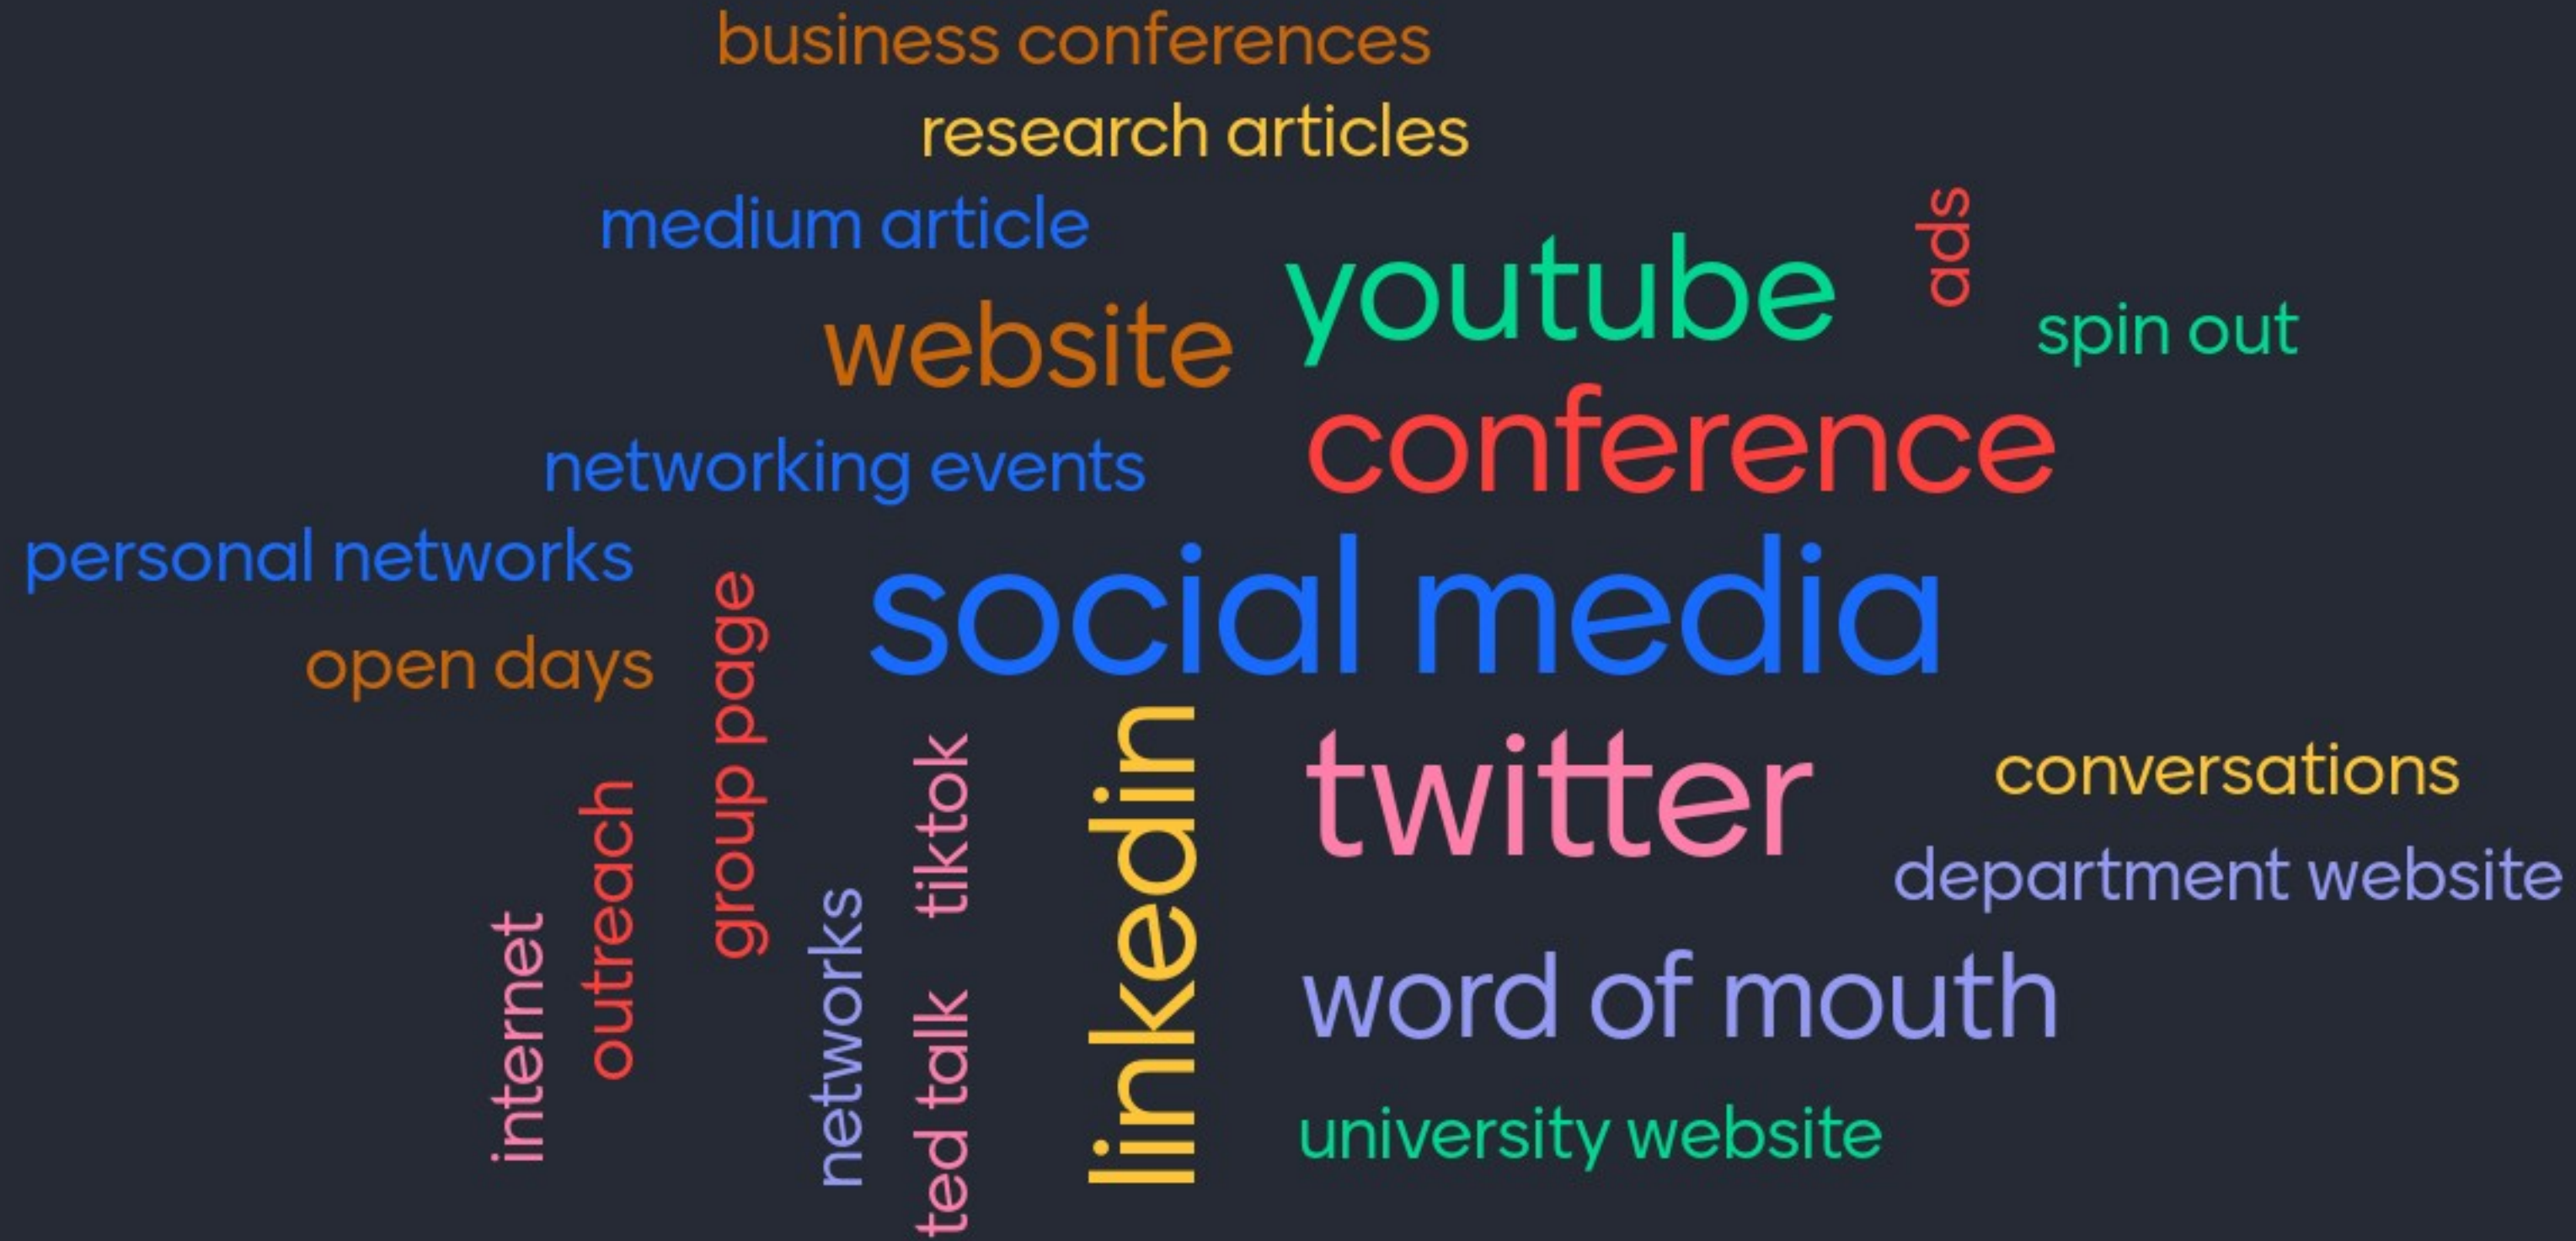 business conferences
research articles
medium article
ads
youtube
website
spin out
conference
networking events
personal networks
social media
group page
open days
linkedin
twitter
tiktok
conversations
outreach
department website
networks
internet
word of mouth
ted talk
university website